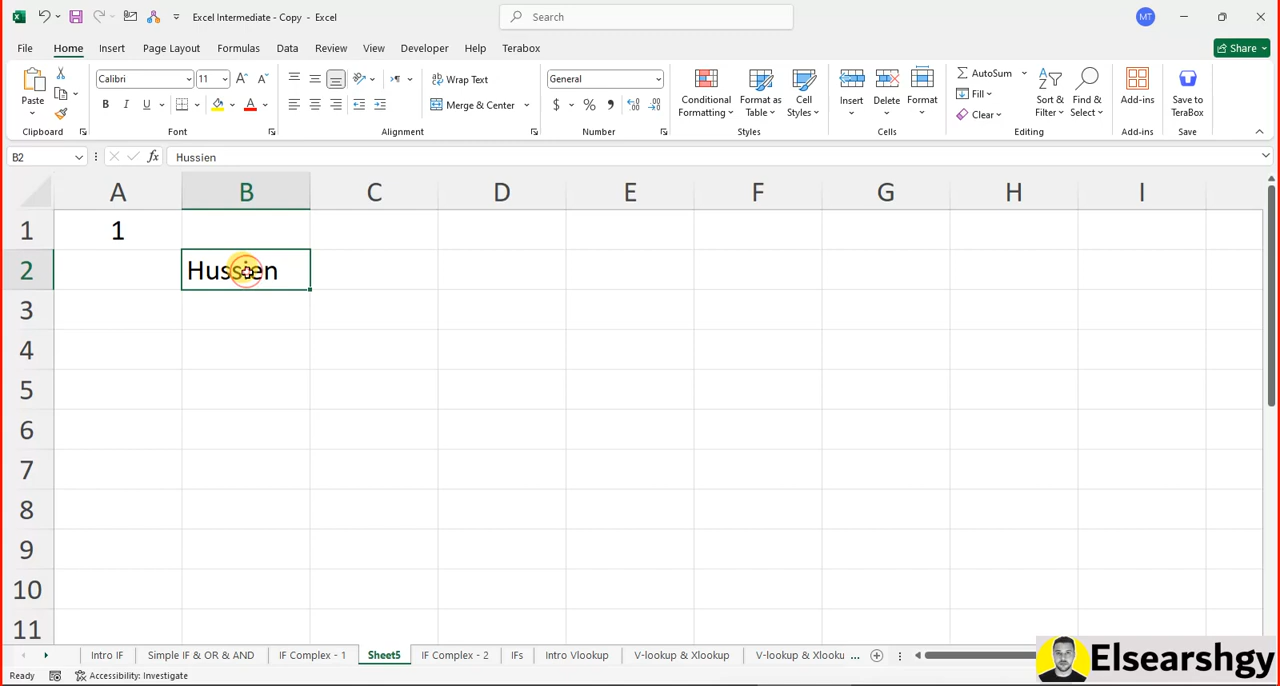 Excel Intermediate - Copy - Excel
Search
MT
File Home Insert Page Layout Formulas Data Review View Developer Help Terabox
Share
Paste
Calibri 11
Wrap Text
General
AutoSum
Merge & Center
Fill
Clear
Conditional Formatting
Format as Table
Cell Styles
Insert
Delete
Format
Sort & Filter
Find & Select
Add-ins
Save to TeraBox
Clipboard Font Alignment Number Styles Cells Editing Add-ins Save
B2 fx Hussien
A B C D E F G H I
1 1
2 Hussien
3
4
5
6
7
8
9
10
11
Intro IF Simple IF & OR & AND IF Complex - 1 Sheet5 IF Complex - 2 IFs Intro Vlookup V-lookup & Xlookup V-lookup & Xlooku ...
Ready Accessibility: Investigate
Elsearshgy